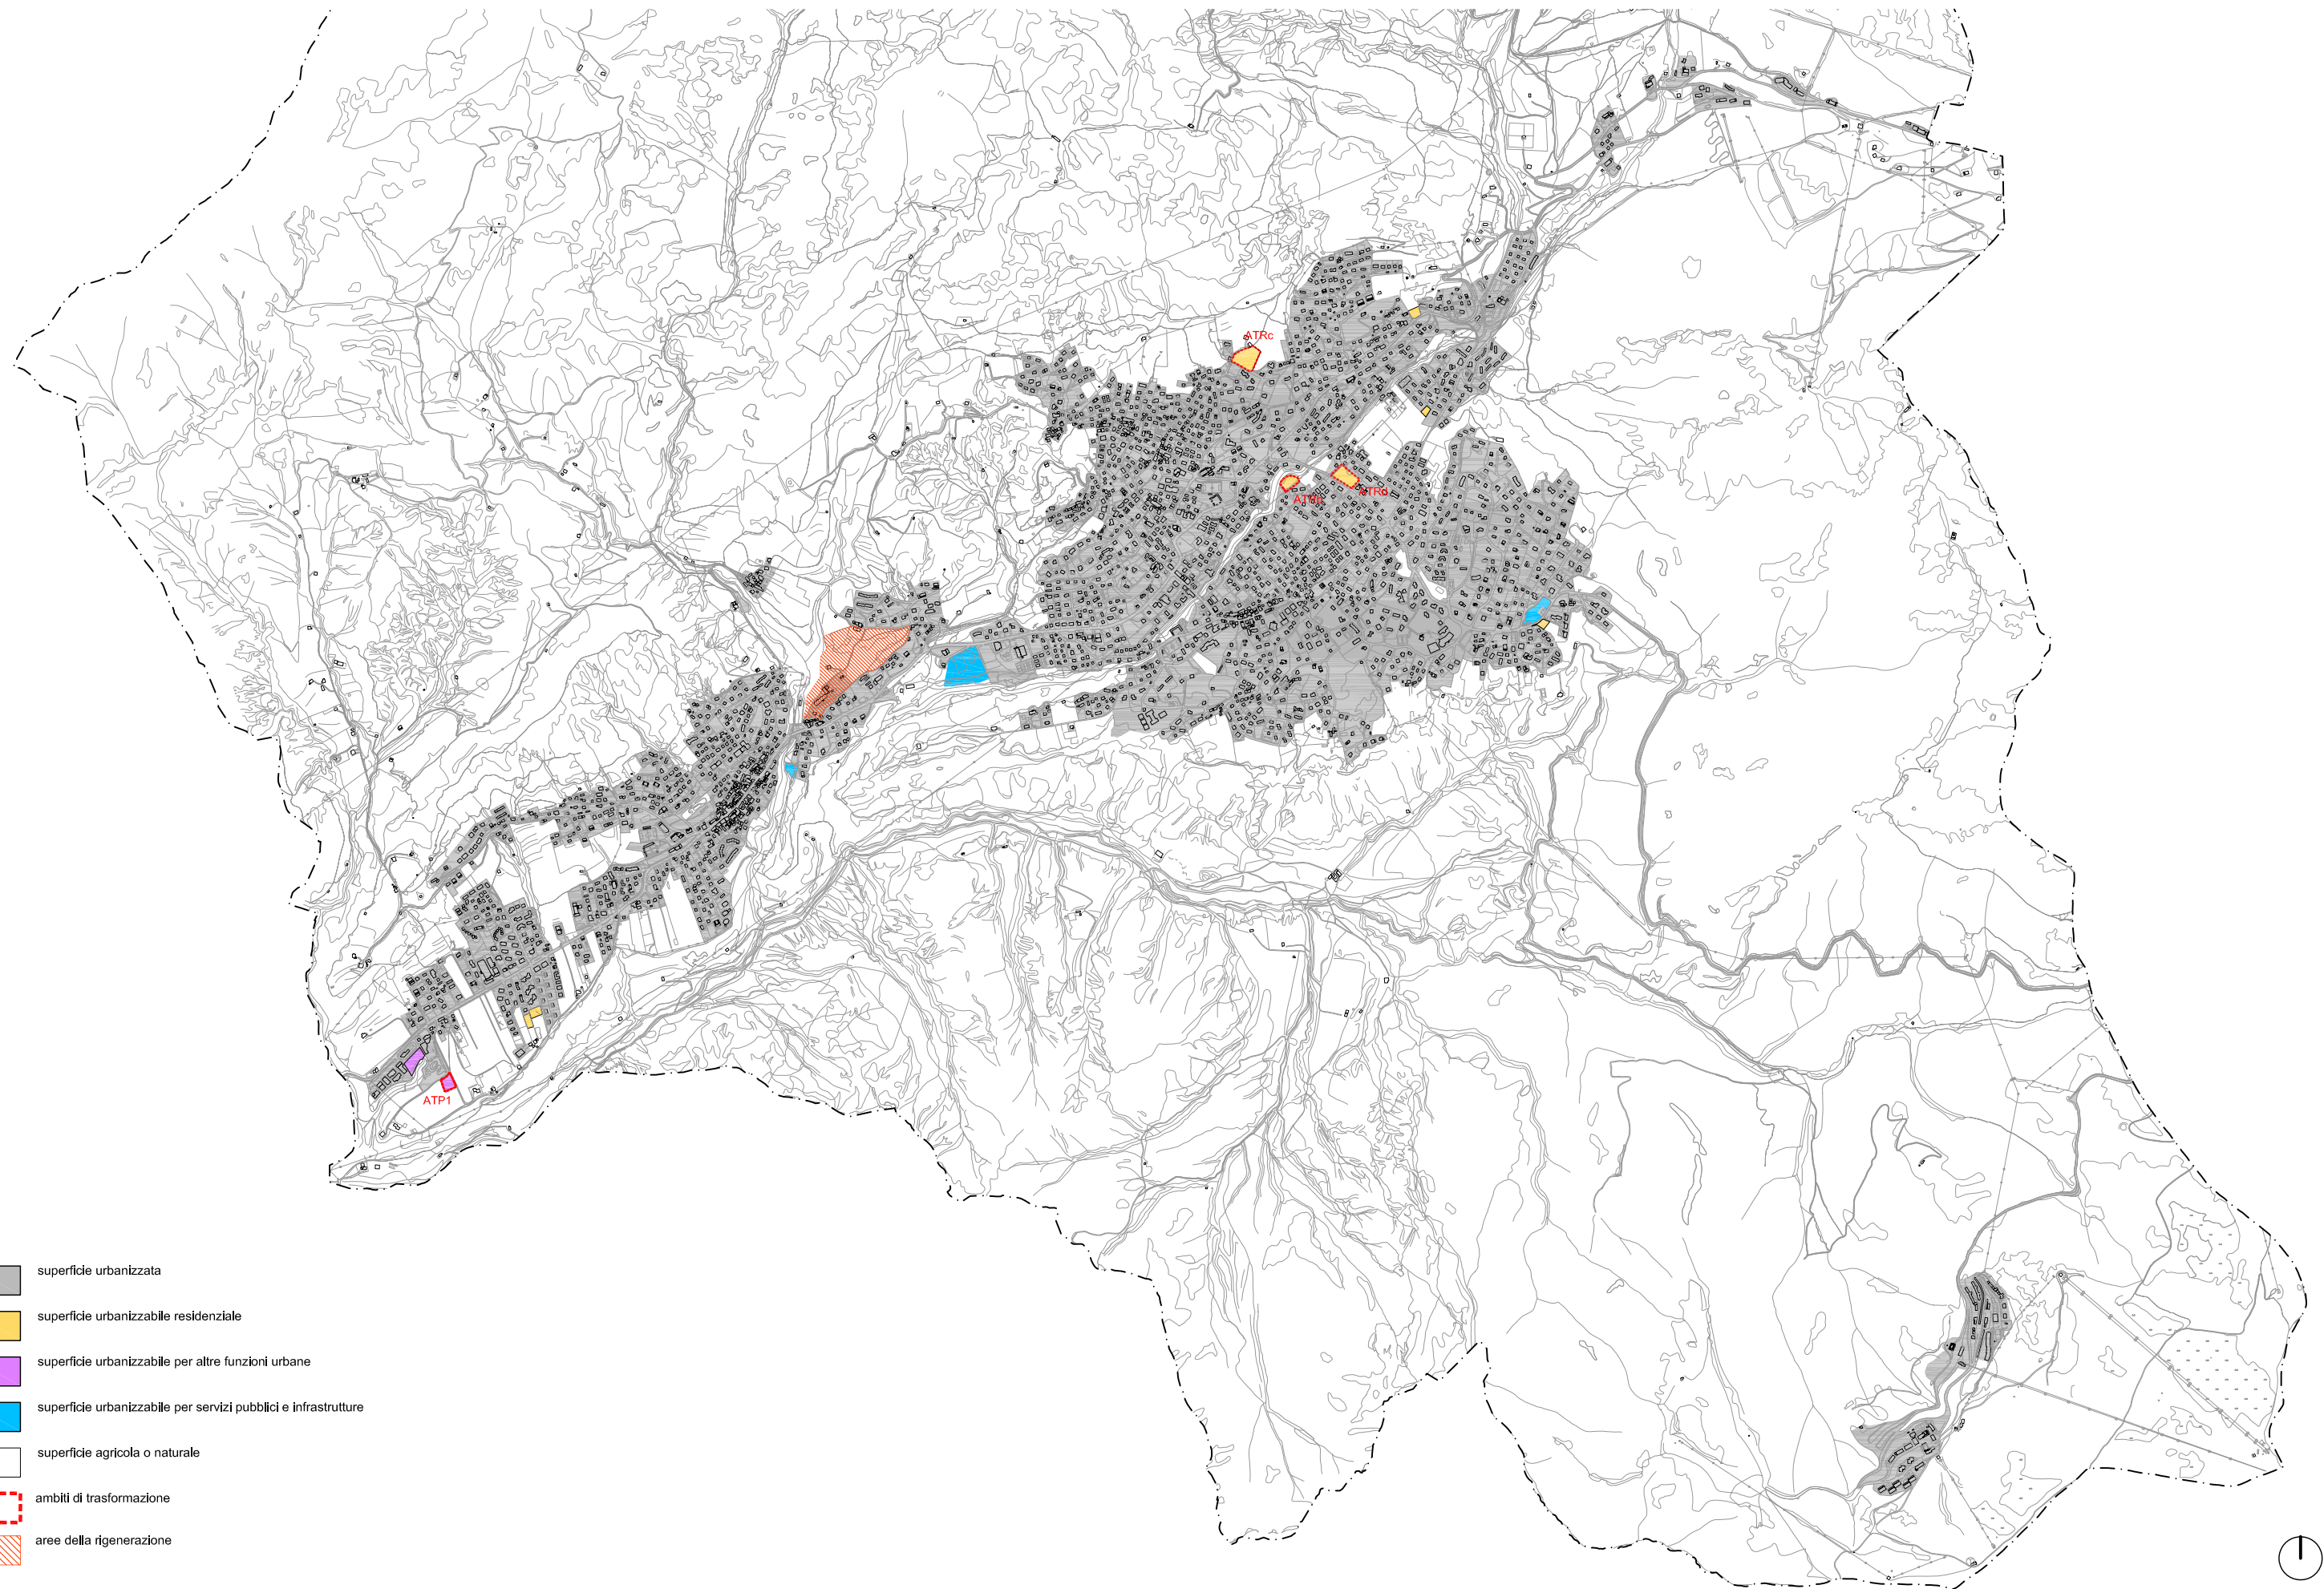 ATRc
ATRd
ATP1
superficie urbanizzata
superficie urbanizzabile residenziale
superficie urbanizzabile per altre funzioni urbane
superficie urbanizzabile per servizi pubblici e infrastrutture
superficie agricola o naturale
ambiti di trasformazione
aree della rigenerazione